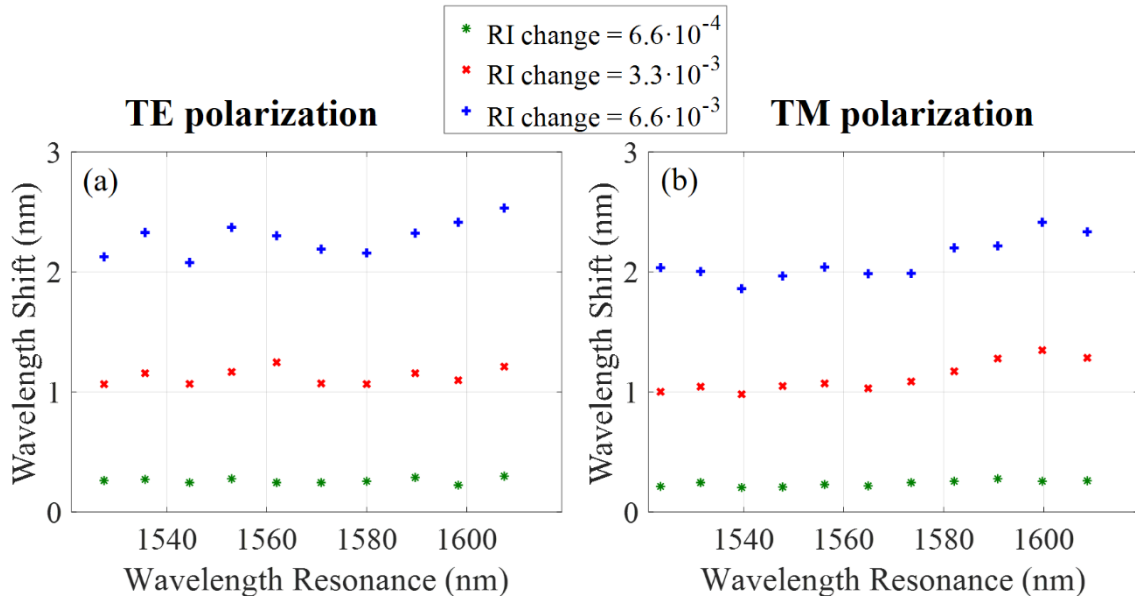 RI change = 6.6·10⁻⁴
RI change = 3.3·10⁻³
RI change = 6.6·10⁻³
TE polarization
TM polarization
(a)
3
2
1
0
Wavelength Shift (nm)
1540 1560 1580 1600
Wavelength Resonance (nm)
(b)
3
2
1
0
Wavelength Shift (nm)
1540 1560 1580 1600
Wavelength Resonance (nm)